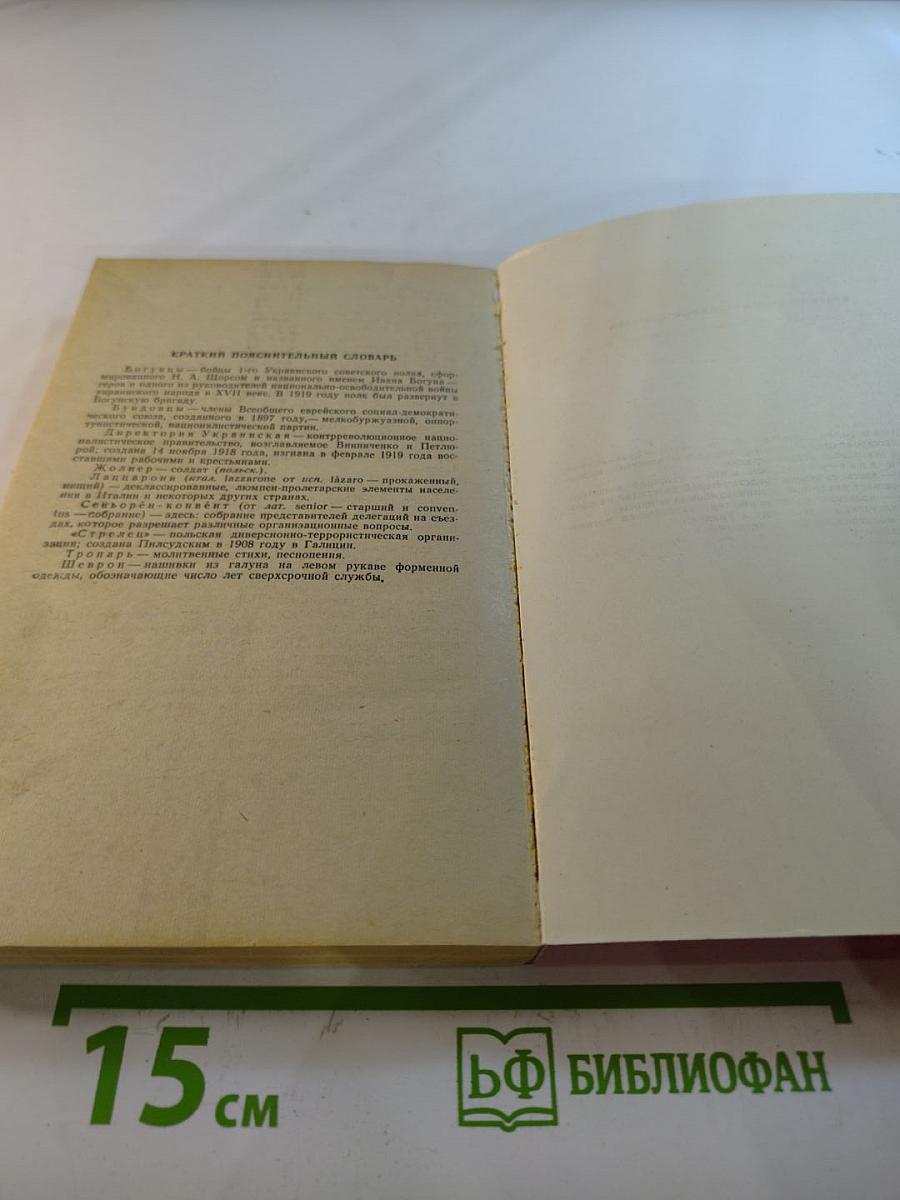 КРАТКИЙ ПОЯСНИТЕЛЬНЫЙ СЛОВАРЬ
Богунцы — бойцы 1-го Украинского советского полка, сфор-
мированного Н. А. Щорсом и названного именем Ивана Богуна —
героя и одного из руководителей национально-освободительной войны
украинского народа в XVII веке. В 1919 году полк был развернут в
Богунскую бригаду.
Бундовцы — члены Всеобщего еврейского социал-демократи-
ческого союза, созданного в 1897 году, — мелкобуржуазной, оппор-
тунистической, националистической партии.
Директория Украинская — контрреволюционное нацио-
налистическое правительство, возглавляемое Винниченко и Петлю-
рой; создана 14 ноября 1918 года, изгнана в феврале 1919 года вос-
ставшими рабочими и крестьянами.
Жолнер — солдат (польск.).
Лаццарони (итал. lazzarone от исп. lázaro — прокаженный,
нищий) — деклассированные, люмпен-пролетарские элементы населе-
ния в Италии и некоторых других странах.
Сеньорен-конвент (от лат. senior — старший и conven-
tus — собрание) — здесь: собрание представителей делегаций на съез-
дах, которое разрешает различные организационные вопросы.
«Стрелец» — польская диверсионно-террористическая органи-
зация; создана Пилсудским в 1908 году в Галиции.
Тропарь — молитвенные стихи, песнопения.
Шеврон — нашивки из галуна на левом рукаве форменной
одежды, обозначающие число лет сверхсрочной службы.
15 см
ЬФ БИБЛИОФАН